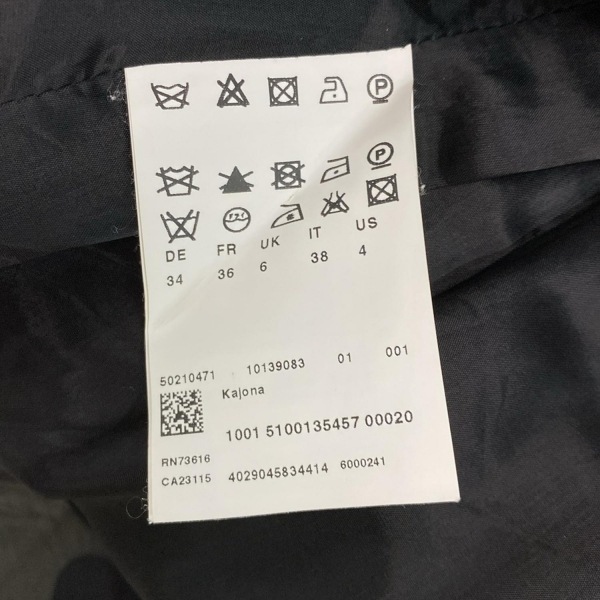 P
P
DE FR UK IT US
34 36 6 38 4
50210471 10139083 01 001
Kajona
1001 5100135457 00020
RN73616
CA23115 4029045834414 6000241